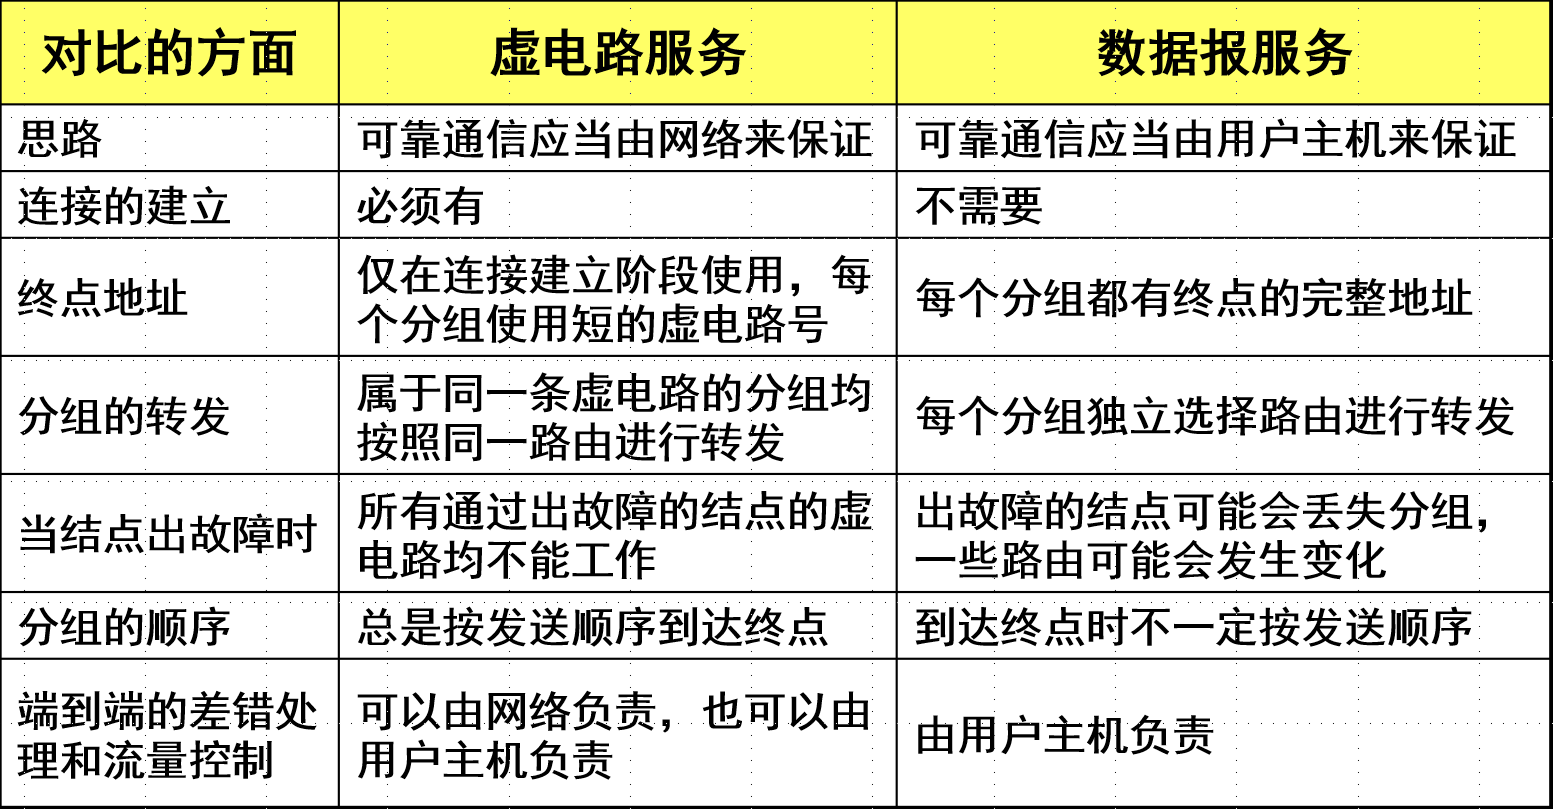 对比的方面 虚电路服务 数据报服务
思路 可靠通信应当由网络来保证 可靠通信应当由用户主机来保证
连接的建立 必须有 不需要
终点地址 仅在连接建立阶段使用，每
个分组使用短的虚电路号 每个分组都有终点的完整地址
分组的转发 属于同一条虚电路的分组均
按照同一路由进行转发 每个分组独立选择路由进行转发
当结点出故障时 所有通过出故障的结点的虚
电路均不能工作 出故障的结点可能会丢失分组，
一些路由可能会发生变化
分组的顺序 总是按发送顺序到达终点 到达终点时不一定按发送顺序
端到端的差错处
理和流量控制 可以由网络负责，也可以由
用户主机负责 由用户主机负责